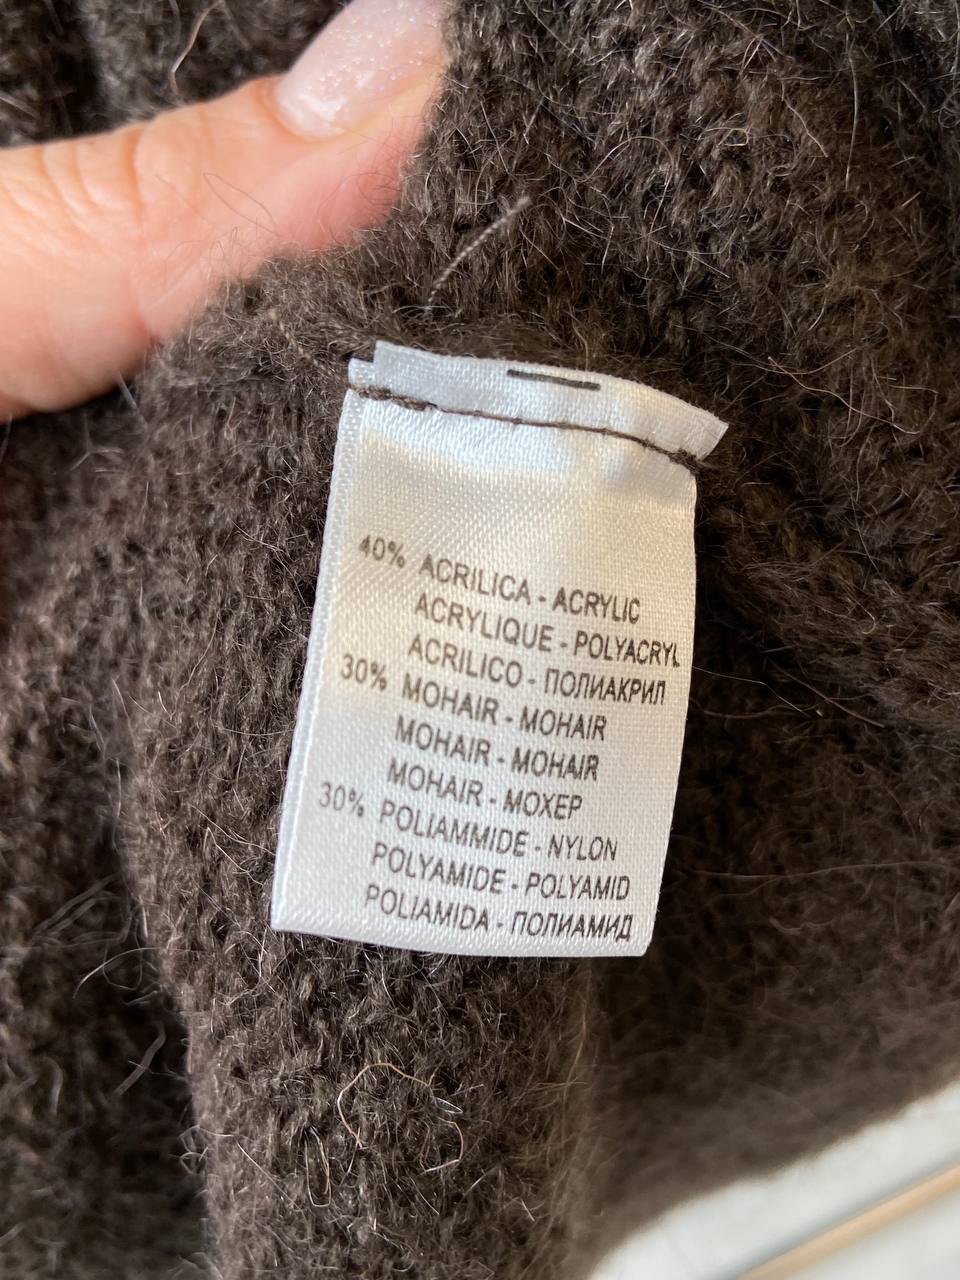 40% ACRILICA - ACRYLIC
ACRYLIQUE - POLYACRYL
ACRILICO - ПОЛИАКРИЛ
30% MOHAIR - MOHAIR
MOHAIR - MOHAIR
MOHAIR - МОХЕР
30% POLIAMMIDE - NYLON
POLYAMIDE - POLYAMID
POLIAMIDA - ПОЛИАМИД